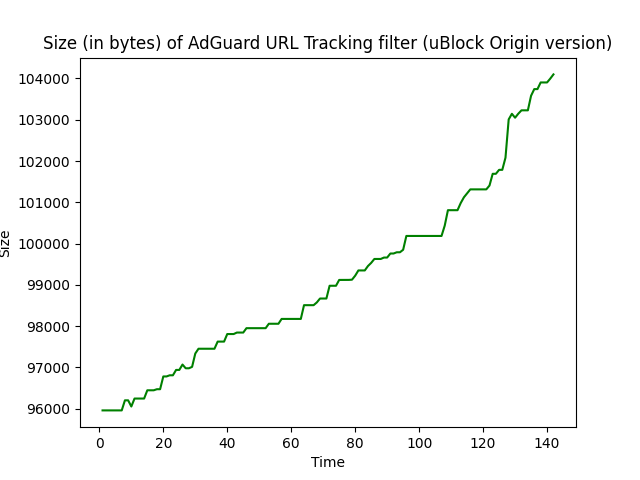 Size (in bytes) of AdGuard URL Tracking filter (uBlock Origin version)
104000
103000
102000
101000
100000
99000
98000
97000
96000
Size
0 20 40 60 80 100 120 140
Time